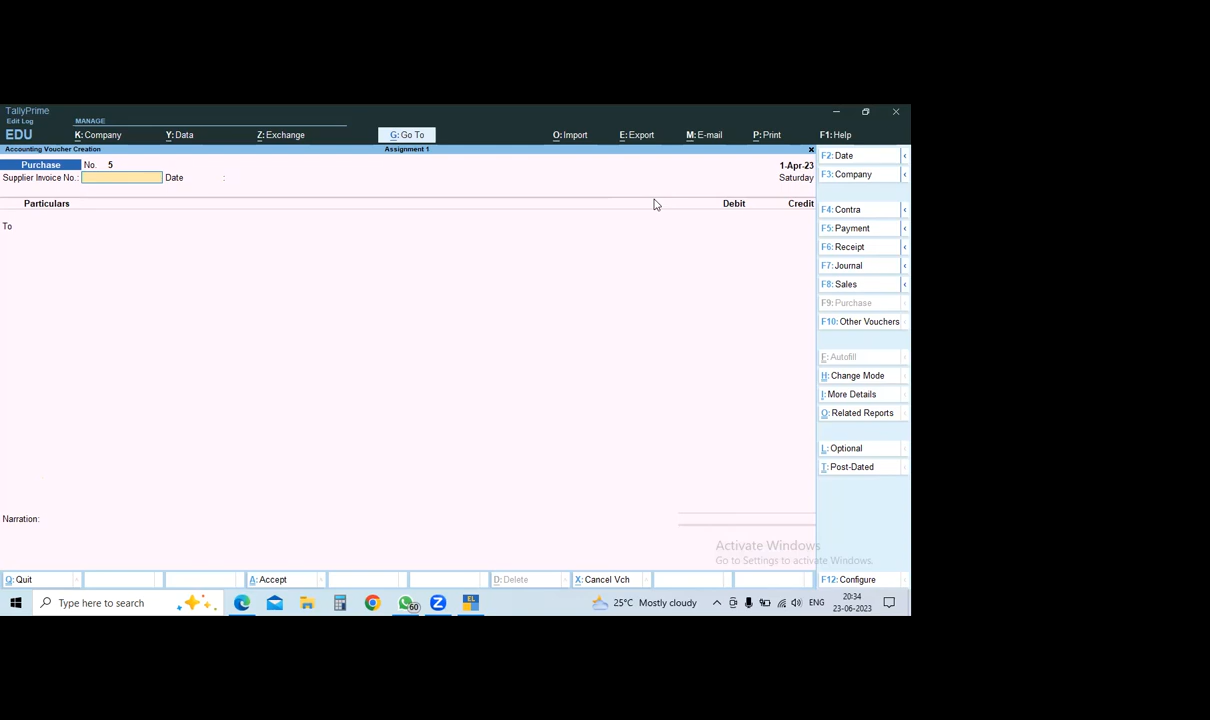 TallyPrime
Edit Log
EDU
MANAGE
K: Company Y: Data Z: Exchange G: Go To O: Import E: Export M: E-mail P: Print F1: Help
Accounting Voucher Creation Assignment 1
Purchase No. 5 1-Apr-23
Supplier Invoice No.: Date : Saturday
Particulars Debit Credit
To
Narration:
F2: Date
F3: Company
F4: Contra
F5: Payment
F6: Receipt
F7: Journal
F8: Sales
F9: Purchase
F10: Other Vouchers
F: Autofill
H: Change Mode
I: More Details
O: Related Reports
L: Optional
T: Post-Dated
Activate Windows
Go to Settings to activate Windows.
Q: Quit A: Accept D: Delete X: Cancel Vch F12: Configure
Type here to search 60 EL 25°C Mostly cloudy ENG 20:34
23-06-2023